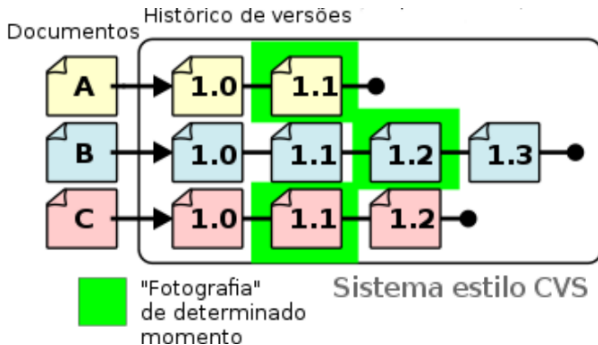 Histórico de versões
Documentos
A 1.0 1.1
B 1.0 1.1 1.2 1.3
C 1.0 1.1 1.2
"Fotografia"
de determinado
momento
Sistema estilo CVS